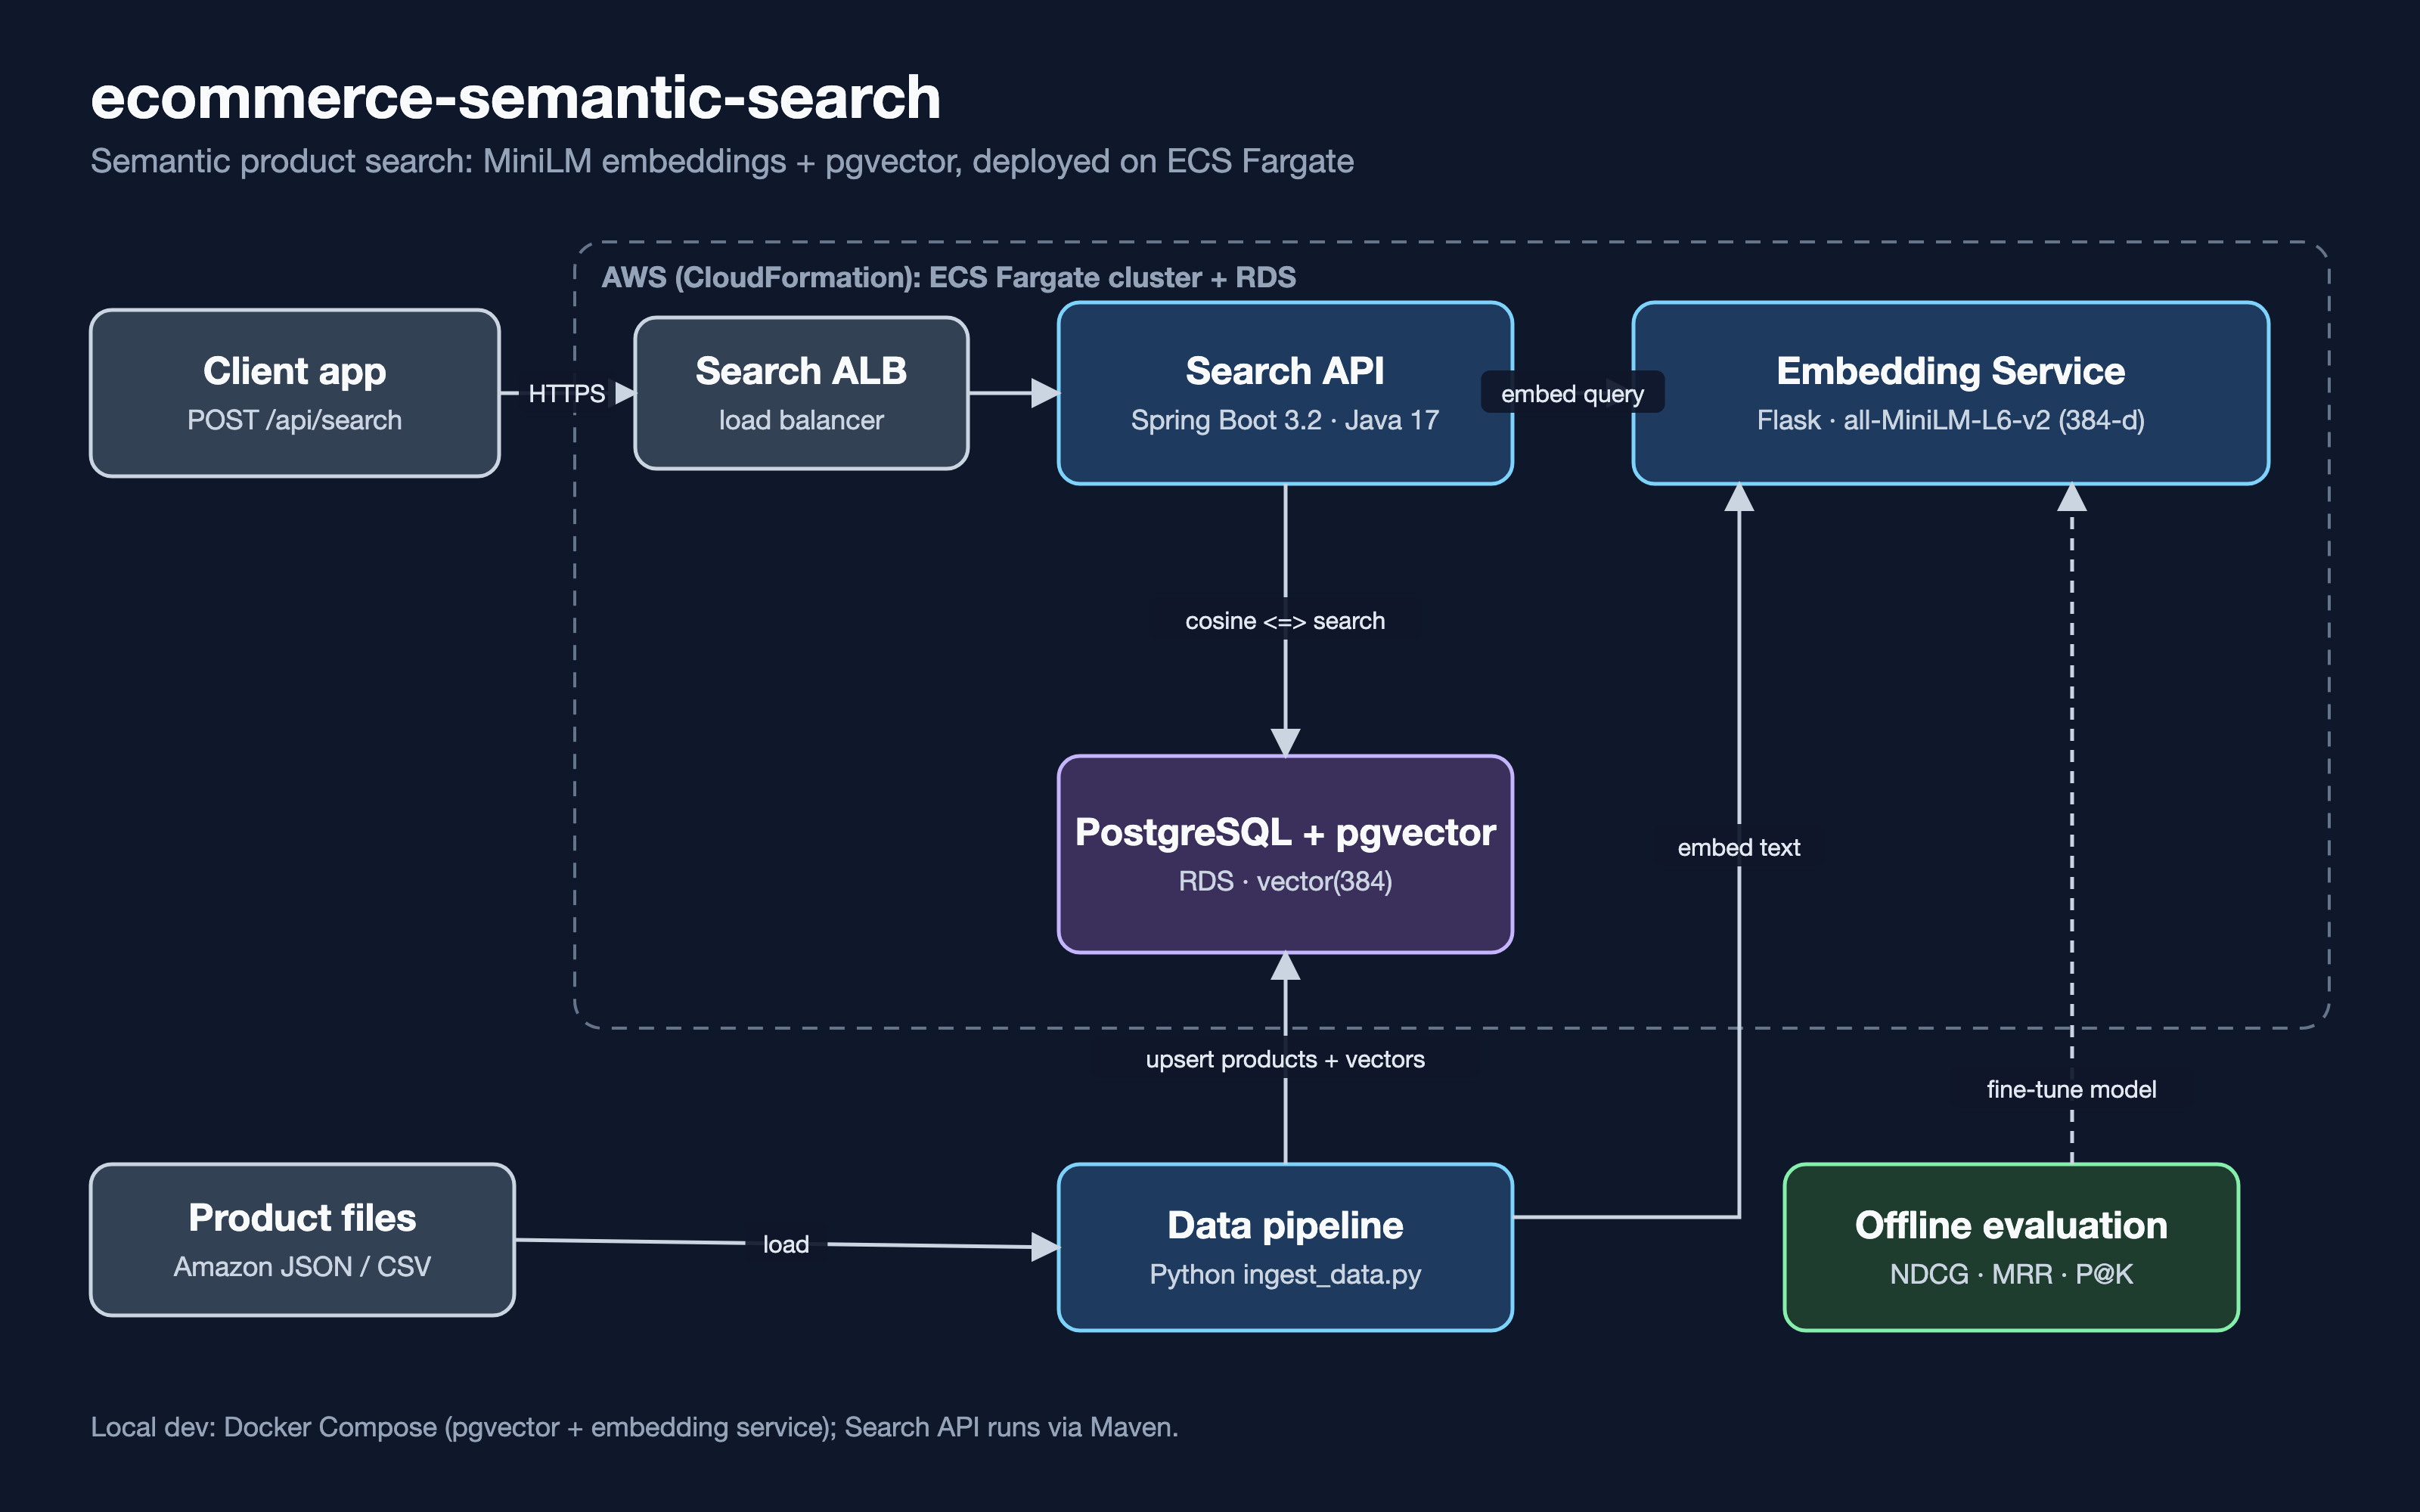 ecommerce-semantic-search
Semantic product search: MiniLM embeddings + pgvector, deployed on ECS Fargate
AWS (CloudFormation): ECS Fargate cluster + RDS
Client app
POST /api/search
HTTPS
Search ALB
load balancer
Search API
Spring Boot 3.2 · Java 17
embed query
Embedding Service
Flask · all-MiniLM-L6-v2 (384-d)
cosine <=> search
PostgreSQL + pgvector
RDS · vector(384)
embed text
upsert products + vectors
fine-tune model
Product files
Amazon JSON / CSV
load
Data pipeline
Python ingest_data.py
Offline evaluation
NDCG · MRR · P@K
Local dev: Docker Compose (pgvector + embedding service); Search API runs via Maven.